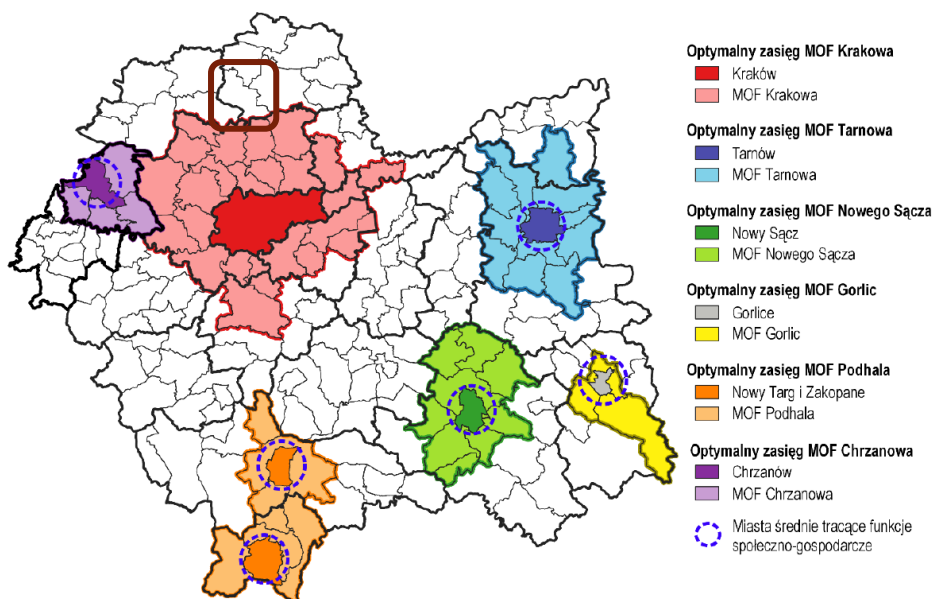 Optymalny zasięg MOF Krakowa
Kraków
MOF Krakowa
Optymalny zasięg MOF Tarnowa
Tarnów
MOF Tarnowa
Optymalny zasięg MOF Nowego Sącza
Nowy Sącz
MOF Nowego Sącza
Optymalny zasięg MOF Gorlic
Gorlice
MOF Gorlic
Optymalny zasięg MOF Podhala
Nowy Targ i Zakopane
MOF Podhala
Optymalny zasięg MOF Chrzanowa
Chrzanów
MOF Chrzanowa
Miasta średnie tracące funkcje
społeczno-gospodarcze